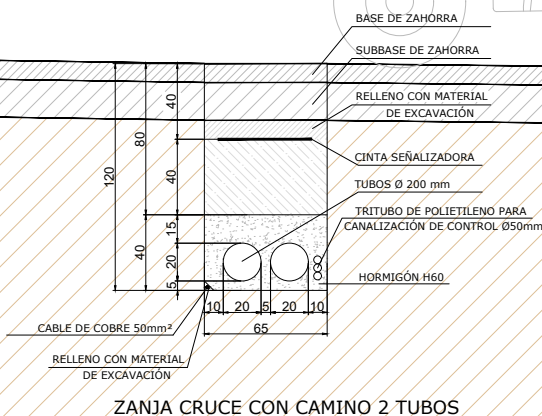 BASE DE ZAHORRA
SUBBASE DE ZAHORRA
RELLENO CON MATERIAL
DE EXCAVACIÓN
CINTA SEÑALIZADORA
TUBOS Ø 200 mm
TRITUBO DE POLIETILENO PARA
CANALIZACIÓN DE CONTROL Ø50mm
HORMIGÓN H60
120
80
40
40
40
15
20
5
10 20 5 20 10
65
CABLE DE COBRE 50mm²
RELLENO CON MATERIAL
DE EXCAVACIÓN
ZANJA CRUCE CON CAMINO 2 TUBOS